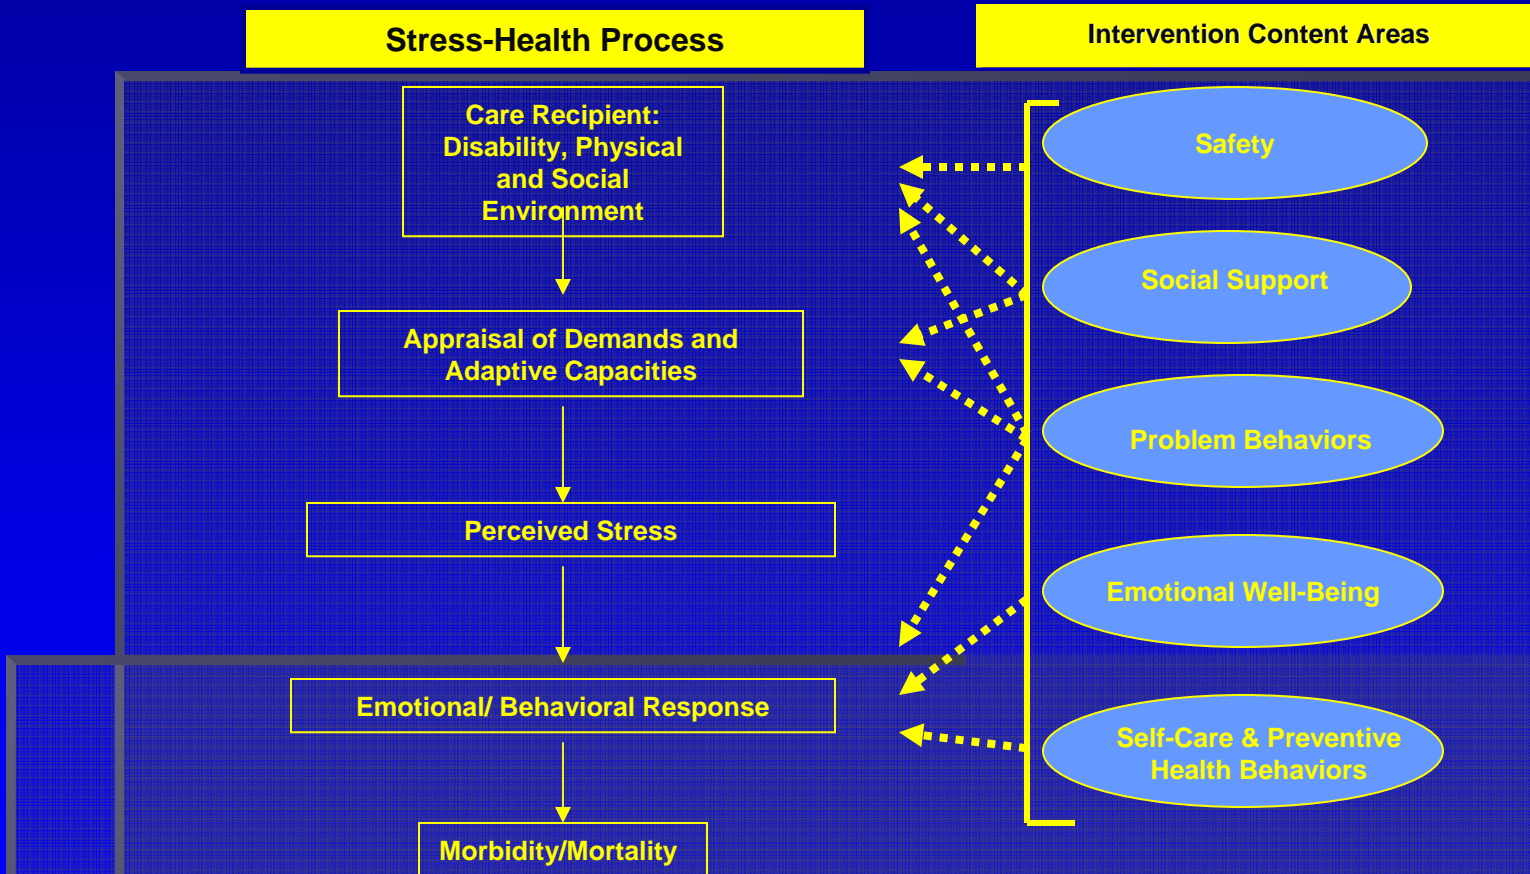 Stress-Health Process
Intervention Content Areas
Care Recipient:
Disability, Physical
and Social
Environment
Appraisal of Demands and
Adaptive Capacities
Perceived Stress
Emotional/ Behavioral Response
Morbidity/Mortality
Safety
Social Support
Problem Behaviors
Emotional Well-Being
Self-Care & Preventive
Health Behaviors